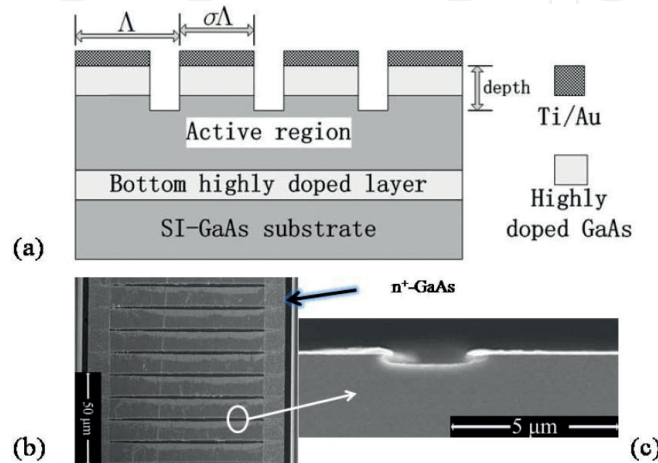 Λ
σΛ
depth
Ti/Au
Active region
Bottom highly doped layer
SI-GaAs substrate
Highly
doped GaAs
(a)
n⁺-GaAs
50 μm
5 μm
(b)
(c)